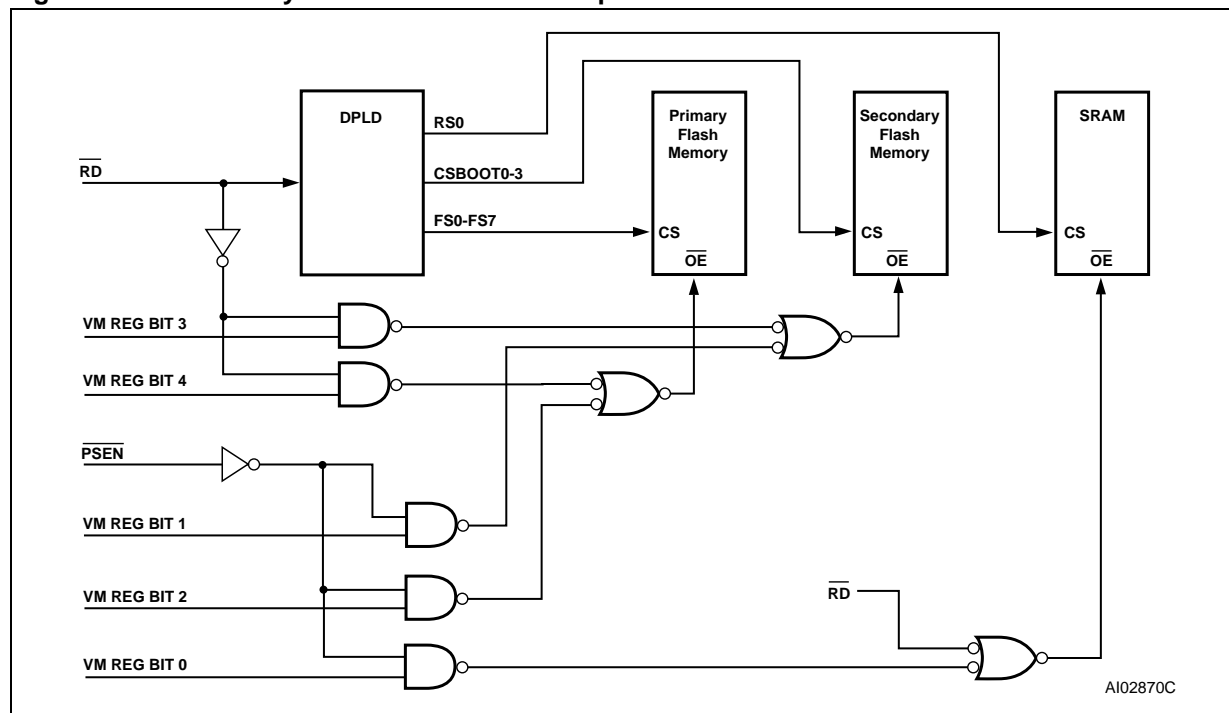 DPLD
RS0
CSBOOT0-3
FS0-FS7
Primary
Flash
Memory
CS
OE
Secondary
Flash
Memory
CS
OE
SRAM
CS
OE
RD
VM REG BIT 3
VM REG BIT 4
PSEN
VM REG BIT 1
VM REG BIT 2
VM REG BIT 0
RD
AI02870C